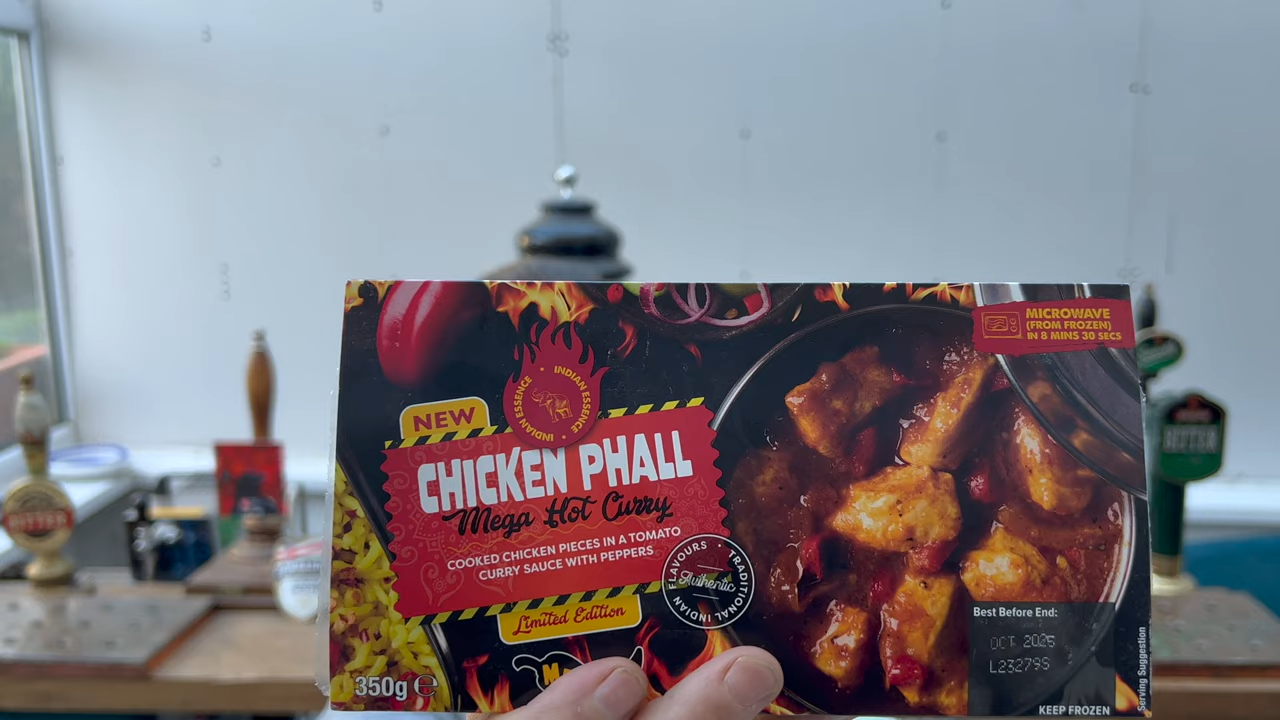 MICROWAVE
(FROM FROZEN)
IN 8 MINS 30 SECS
INDIAN ESSENCE · INDIAN ESSENCE
NEW
CHICKEN PHALL
Mega Hot Curry
COOKED CHICKEN PIECES IN A TOMATO
CURRY SAUCE WITH PEPPERS
Limited Edition
FLAVOURS · TRADITIONAL INDIAN
Authentic
350g e
Best Before End:
OCT 2025
L23279S
KEEP FROZEN
Serving Suggestion
BITTER
BITTER